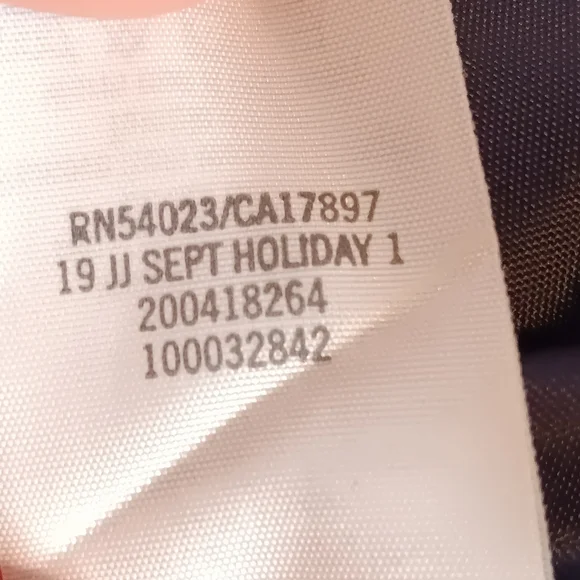 RN54023/CA17897
19 JJ SEPT HOLIDAY 1
200418264
100032842